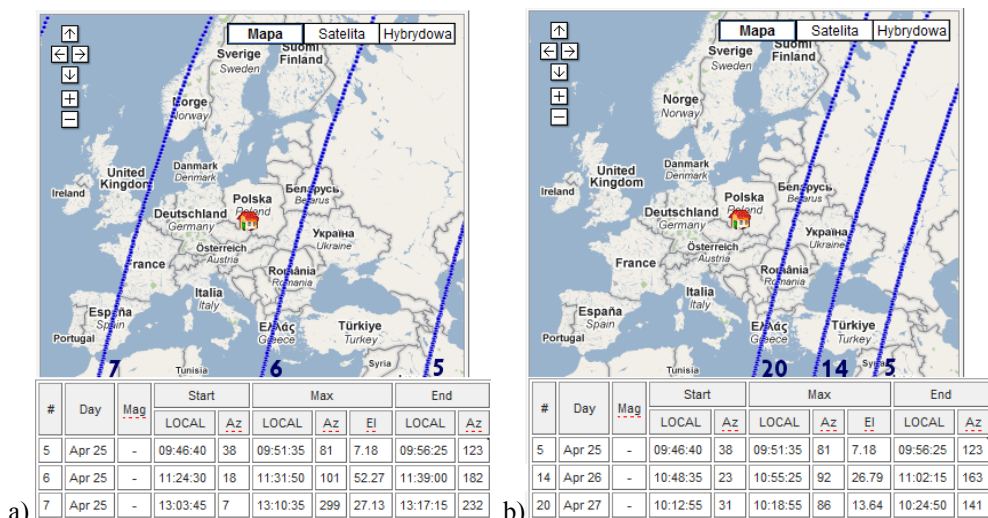 Mapa Satelita Hybrydowa
Suomi
Finland
Sverige
Sweden
Norge
Norway
Danmark
Denmark
United
Kingdom
Ireland
Беларусь
Belarus
Polska
Poland
Deutschland
Germany
Україна
Ukraine
Österreich
Austria
France
România
Romania
Italia
Italy
España
Spain
Portugal
Ελλάς
Greece
Türkiye
Turkey
Syria
Tunisia
7 6 5
# Day Mag Start Max End
LOCAL Az LOCAL Az El LOCAL Az
5 Apr 25 - 09:46:40 38 09:51:35 81 7.18 09:56:25 123
6 Apr 25 - 11:24:30 18 11:31:50 101 52.27 11:39:00 182
7 Apr 25 - 13:03:45 7 13:10:35 299 27.13 13:17:15 232
a)
Mapa Satelita Hybrydowa
Suomi
Finland
Sverige
Sweden
Norge
Norway
Danmark
Denmark
United
Kingdom
Ireland
Беларусь
Belarus
Polska
Poland
Deutschland
Germany
Україна
Ukraine
Österreich
Austria
France
România
Romania
Italia
Italy
España
Spain
Portugal
Ελλάς
Greece
Türkiye
Turkey
Syria
Tunisia
20 14 5
# Day Mag Start Max End
LOCAL Az LOCAL Az El LOCAL Az
5 Apr 25 - 09:46:40 38 09:51:35 81 7.18 09:56:25 123
14 Apr 26 - 10:48:35 23 10:55:25 92 26.79 11:02:15 163
20 Apr 27 - 10:12:55 31 10:18:55 86 13.64 10:24:50 141
b)